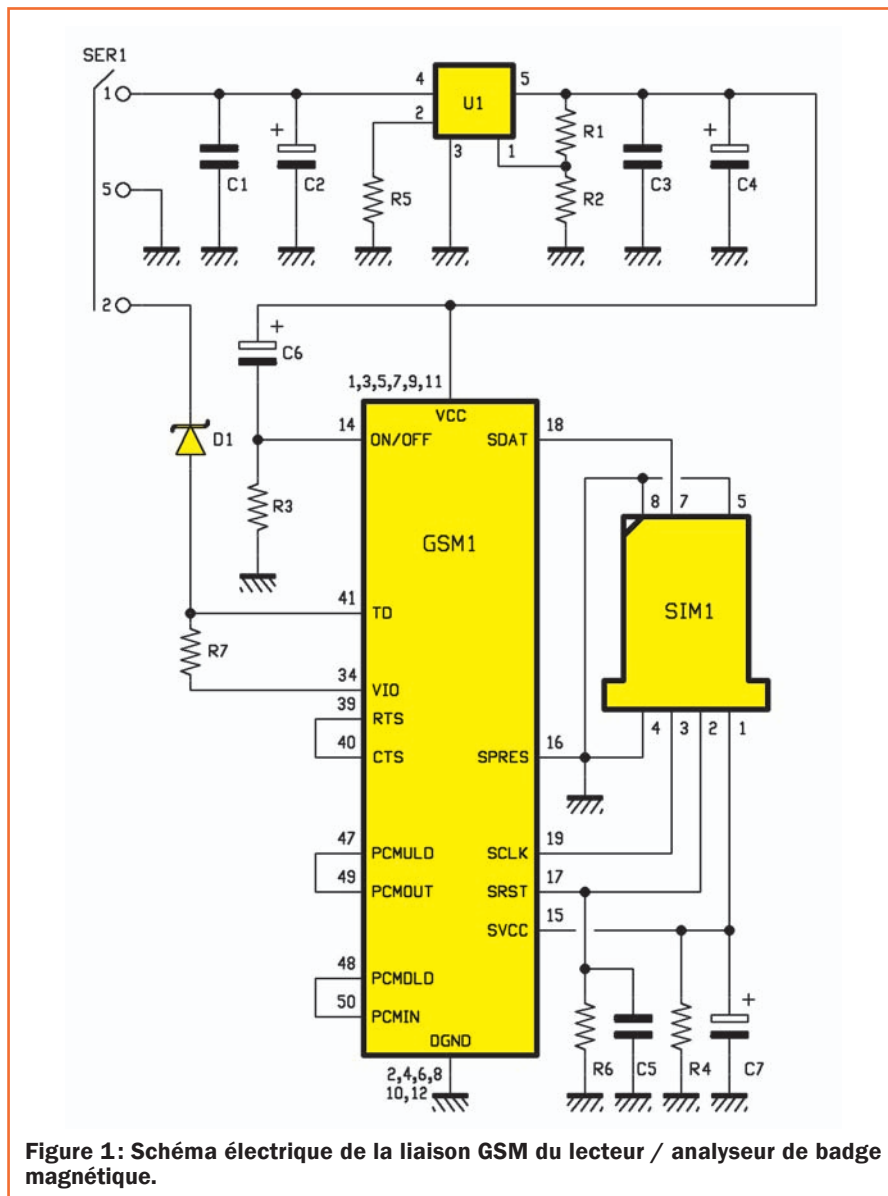 SER1
1
4
5
U1
2
3
1
R1
+
C1
C2
R5
R2
C3
+
C4
5
2
+
C6
1,3,5,7,9,11
VCC
14
ON/OFF
SDAT
18
D1
R3
8
7
5
GSM1
SIM1
41
TD
R7
34
VIO
39
RTS
40
CTS
4
3
2
1
16
SPRES
47
PCMULD
SCLK
19
49
PCMOUT
SRST
17
SVCC
15
48
PCMDLD
50
PCMIN
DGND
2,4,6,8
10,12
R6
C5
R4
+
C7
Figure 1: Schéma électrique de la liaison GSM du lecteur / analyseur de badge
magnétique.